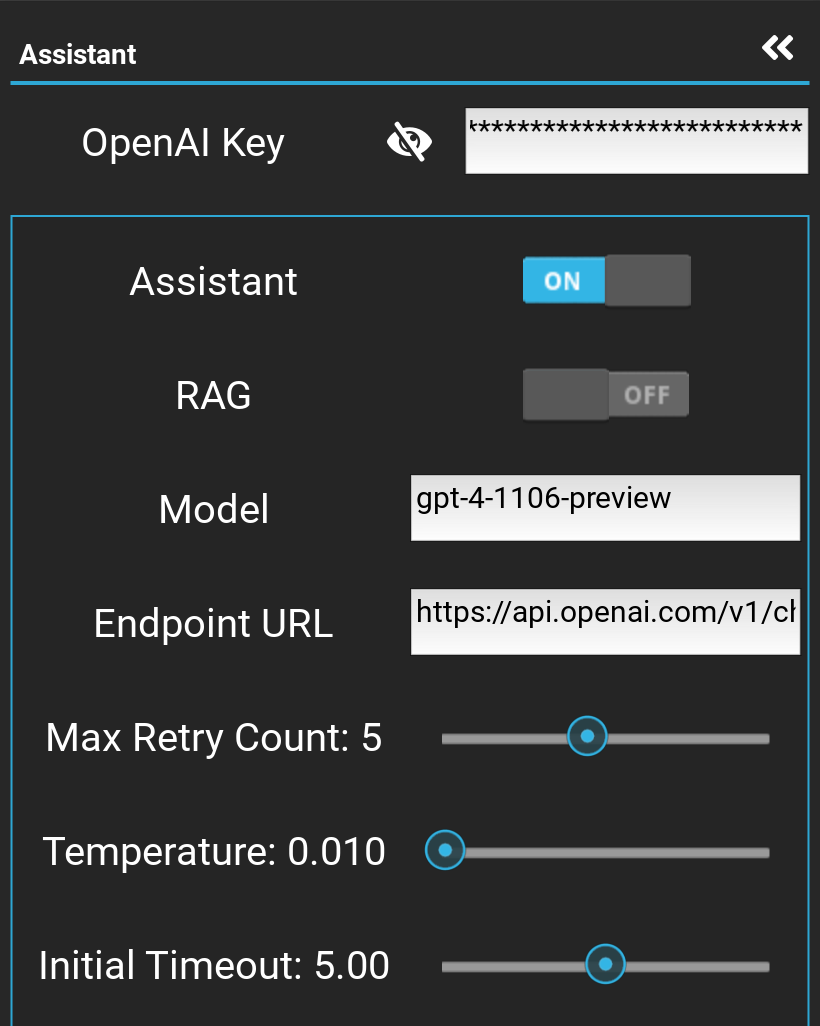 Assistant
OpenAI Key *************************
Assistant ON
RAG OFF
Model gpt-4-1106-preview
Endpoint URL https://api.openai.com/v1/ch
Max Retry Count: 5
Temperature: 0.010
Initial Timeout: 5.00